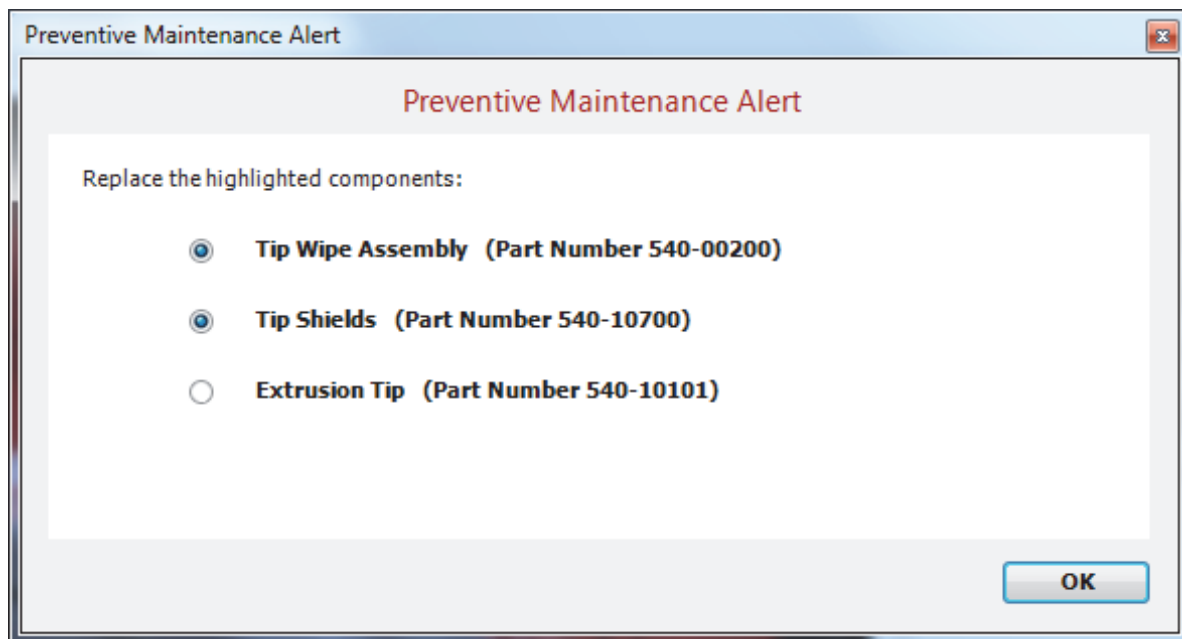 Preventive Maintenance Alert
Preventive Maintenance Alert
Replace the highlighted components:
Tip Wipe Assembly (Part Number 540-00200)
Tip Shields (Part Number 540-10700)
Extrusion Tip (Part Number 540-10101)
OK